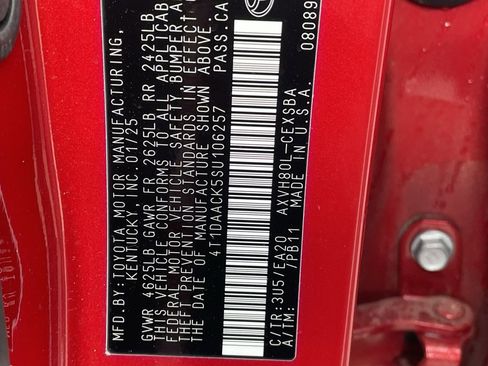 MFD.BY:TOYOTA MOTOR MANUFACTURING,
KENTUCKY, INC. 01/25
GVWR 4625LB GAWR FR 2625LB RR 2425LB
THIS VEHICLE CONFORMS TO ALL APPLICAB
FEDERAL MOTOR VEHICLE SAFETY, BUMPER,
THEFT PREVENTION STANDARDS IN EFFECT
THE DATE OF MANUFACTURE SHOWN ABOVE.
4T1DAACK5SU106257 PASS.CA
C/TR:3U5/EA20 AXVH80L-CEXSBA
A/TM: /PB11 MADE IN U.S.A.
08089